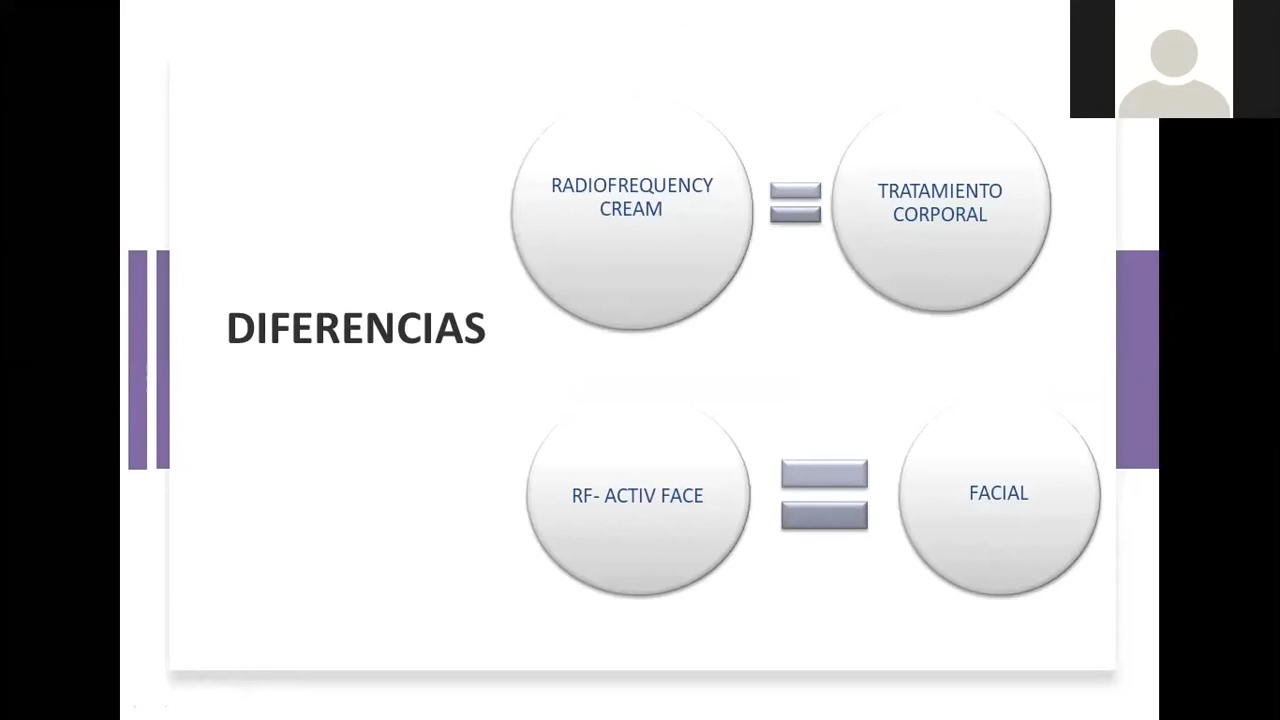 RADIOFREQUENCY
CREAM
TRATAMIENTO
CORPORAL
DIFERENCIAS
RF- ACTIV FACE
FACIAL